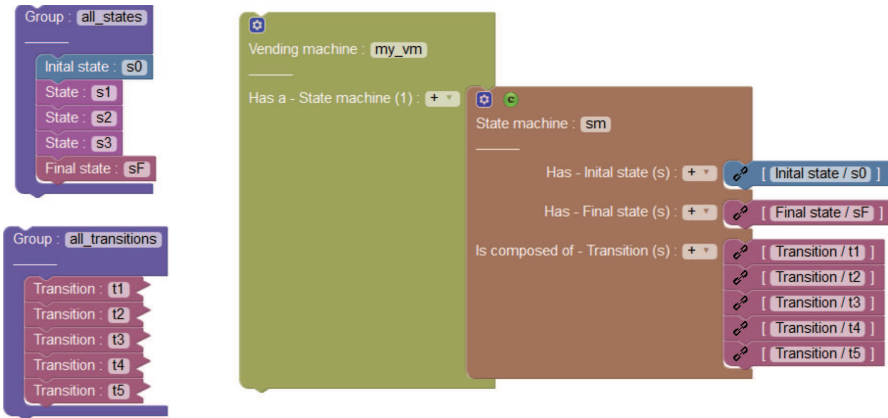 Group : all_states
Inital state : s0
State : s1
State : s2
State : s3
Final state : sF
Group : all_transitions
Transition : t1
Transition : t2
Transition : t3
Transition : t4
Transition : t5
Vending machine : my_vm
Has a - State machine (1) : +
c
State machine : sm
Has - Inital state (s) : + [ Inital state / s0 ]
Has - Final state (s) : + [ Final state / sF ]
Is composed of - Transition (s) : + [ Transition / t1 ]
[ Transition / t2 ]
[ Transition / t3 ]
[ Transition / t4 ]
[ Transition / t5 ]